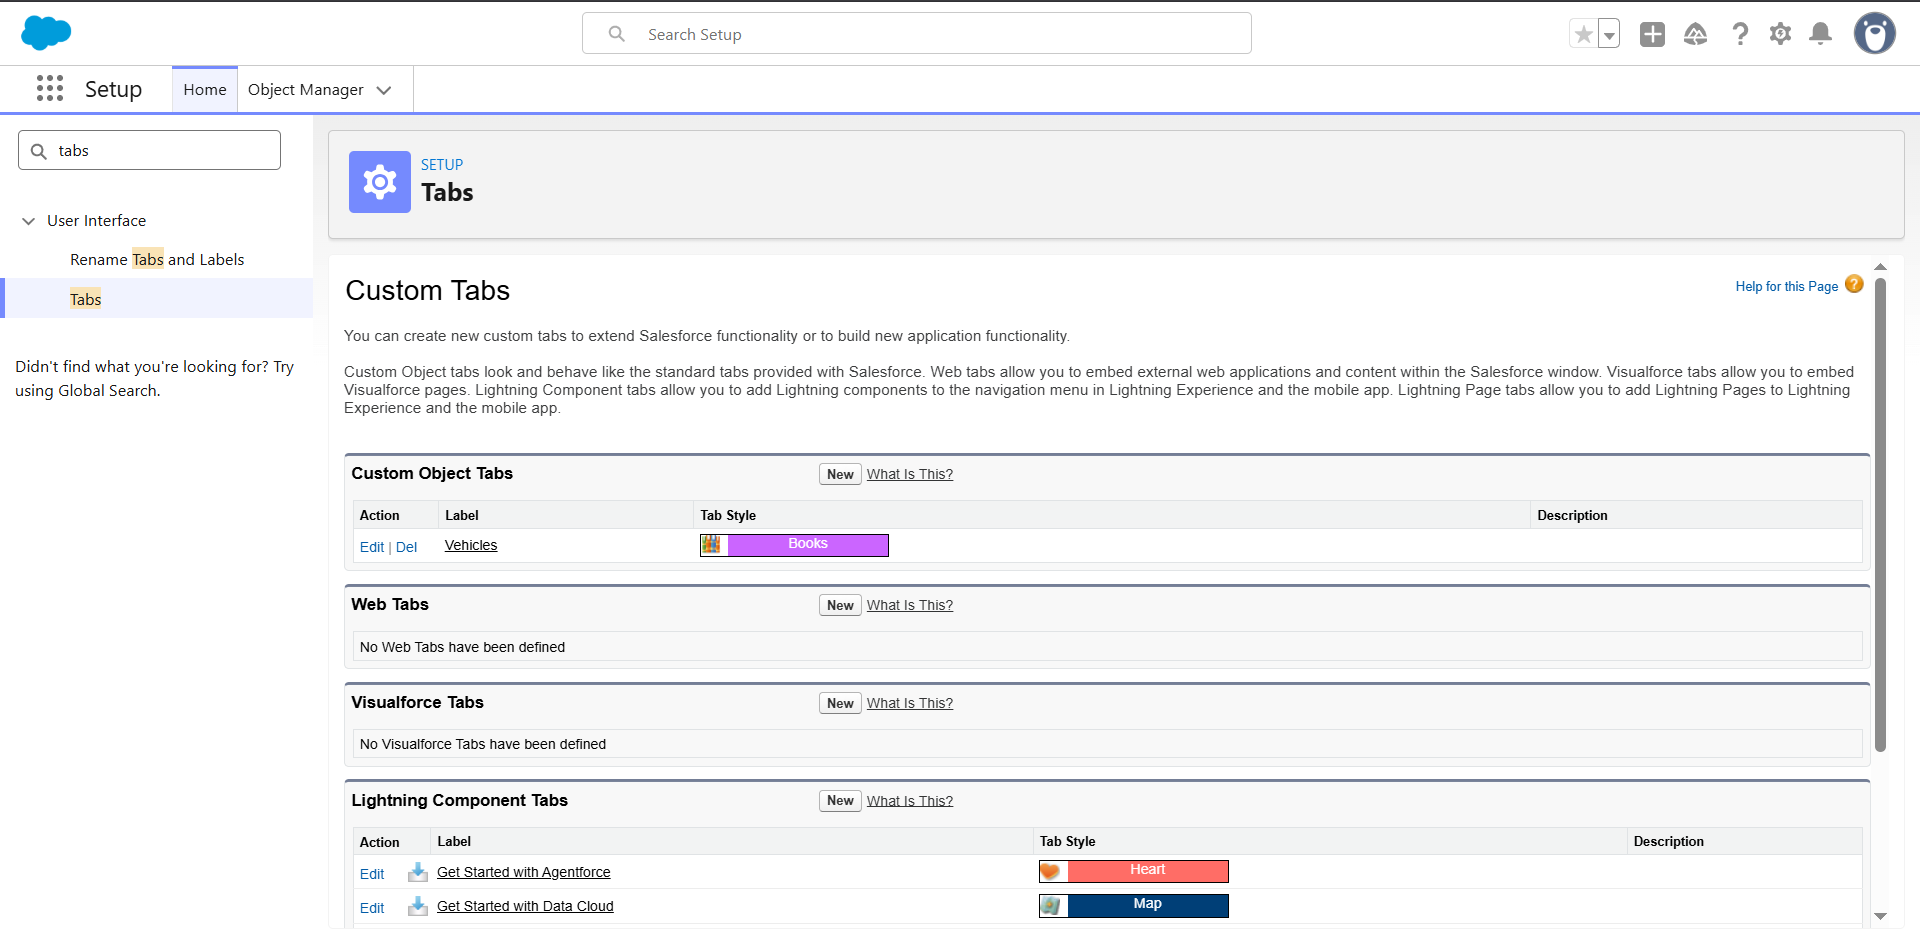 Search Setup
Setup
Home
Object Manager
tabs
User Interface
Rename Tabs and Labels
Tabs
Didn't find what you're looking for? Try
using Global Search.
SETUP
Tabs
Custom Tabs
Help for this Page
You can create new custom tabs to extend Salesforce functionality or to build new application functionality.
Custom Object tabs look and behave like the standard tabs provided with Salesforce. Web tabs allow you to embed external web applications and content within the Salesforce window. Visualforce tabs allow you to embed
Visualforce pages. Lightning Component tabs allow you to add Lightning components to the navigation menu in Lightning Experience and the mobile app. Lightning Page tabs allow you to add Lightning Pages to Lightning
Experience and the mobile app.
Custom Object Tabs New What Is This?
Action Label Tab Style Description
Edit | Del Vehicles Books
Web Tabs New What Is This?
No Web Tabs have been defined
Visualforce Tabs New What Is This?
No Visualforce Tabs have been defined
Lightning Component Tabs New What Is This?
Action Label Tab Style Description
Edit Get Started with Agentforce Heart
Edit Get Started with Data Cloud Map